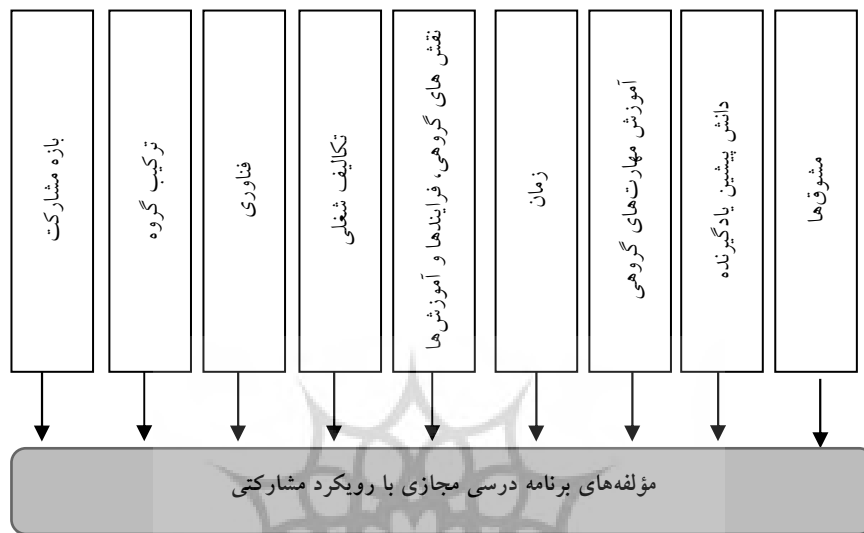 مشوق‌ها
دانش پیشین یادگیرنده
آموزش مهارت‌های گروهی
زمان
نقش های گروهی، فرایندها و آموزش‌ها
تکالیف شغلی
فناوری
ترکیب گروه
بازه مشارکت
مؤلفه‌های برنامه درسی مجازی با رویکرد مشارکتی